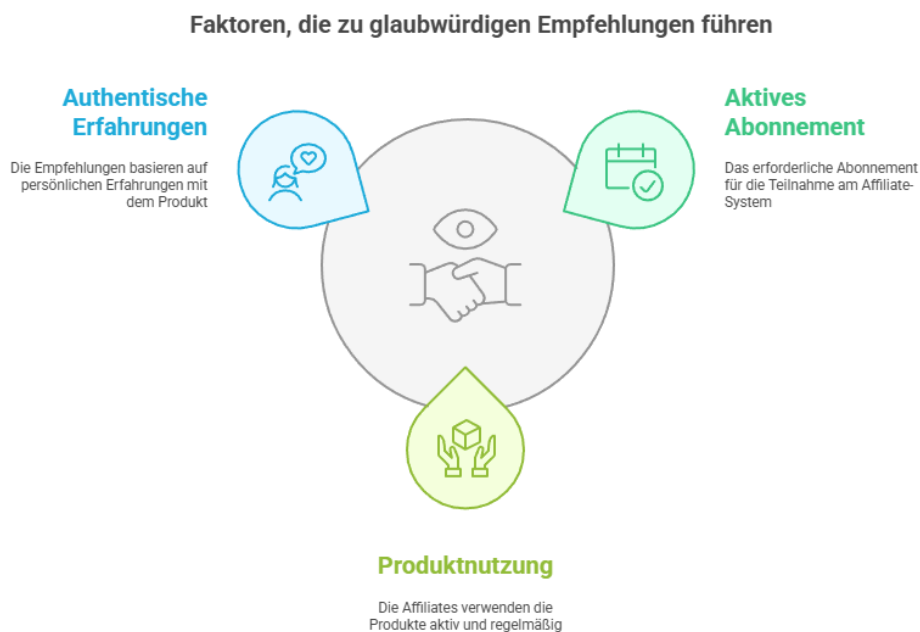 Faktoren, die zu glaubwürdigen Empfehlungen führen
Authentische
Erfahrungen
Die Empfehlungen basieren auf
persönlichen Erfahrungen mit
dem Produkt
Aktives
Abonnement
Das erforderliche Abonnement
für die Teilnahme am Affiliate-
System
Produktnutzung
Die Affiliates verwenden die
Produkte aktiv und regelmäßig